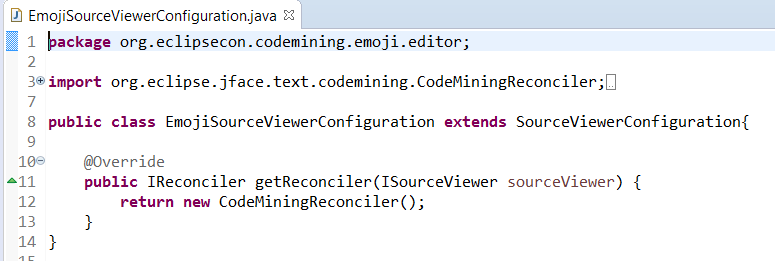 EmojiSourceViewerConfiguration.java
1 package org.eclipsecon.codemining.emoji.editor;
2
3 import org.eclipse.jface.text.codemining.CodeMiningReconciler;
7
8 public class EmojiSourceViewerConfiguration extends SourceViewerConfiguration{
9
10 @Override
11 public IReconciler getReconciler(ISourceViewer sourceViewer) {
12 return new CodeMiningReconciler();
13 }
14 }
15